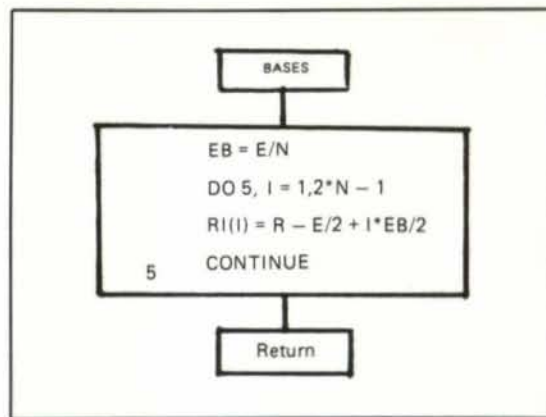 BASES
EB = E/N
DO 5, I = 1,2*N – 1
RI(I) = R – E/2 + I*EB/2
5 CONTINUE
Return